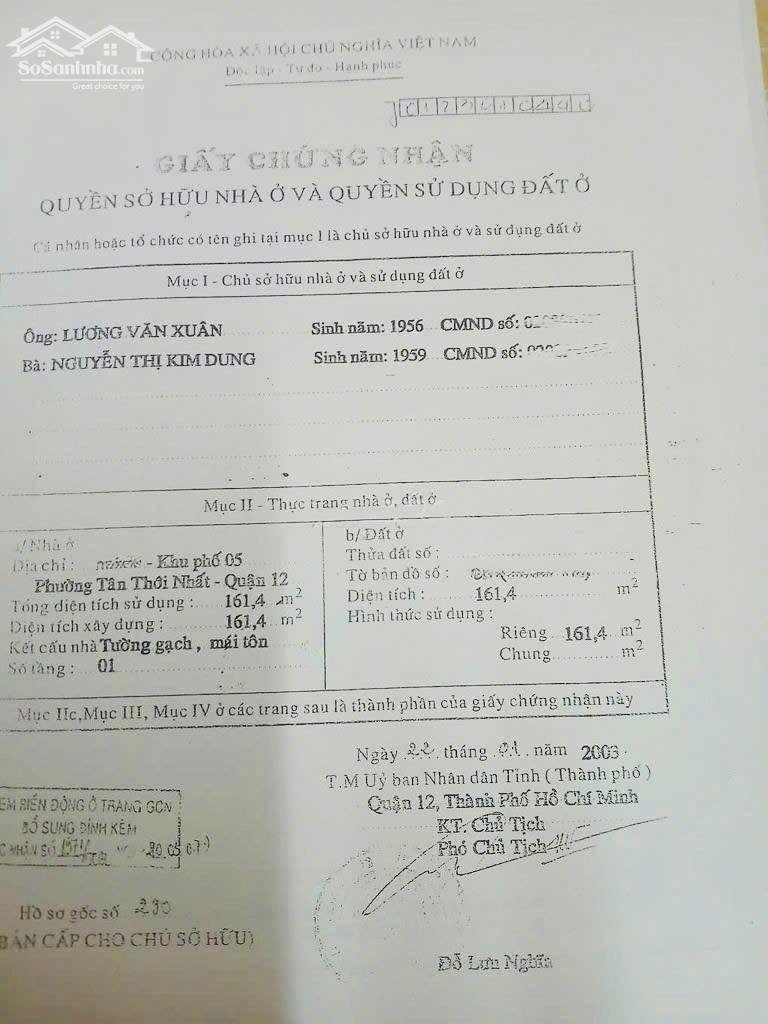 SoSanhnha.com
Great choice for you
CỘNG HÒA XÃ HỘI CHỦ NGHĨA VIỆT NAM
Độc lập - Tự do - Hạnh phúc
GIẤY CHỨNG NHẬN
QUYỀN SỞ HỮU NHÀ Ở VÀ QUYỀN SỬ DỤNG ĐẤT Ở
Cá nhân hoặc tổ chức có tên ghi tại mục I là chủ sở hữu nhà ở và sử dụng đất ở
Mục I - Chủ sở hữu nhà ở và sử dụng đất ở
Ông: LƯƠNG VĂN XUÂN Sinh năm: 1956 CMND số:
Bà: NGUYỄN THỊ KIM DUNG Sinh năm: 1959 CMND số:
Mục II - Thực trạng nhà ở, đất ở
a/ Nhà ở
Địa chỉ : - Khu phố 05
Phường Tân Thới Nhất - Quận 12
Tổng diện tích sử dụng : 161,4 m2
Diện tích xây dựng : 161,4 m2
Kết cấu nhà Tường gạch , mái tôn
Số tầng : 01
b/ Đất ở
Thửa đất số :
Tờ bản đồ số :
Diện tích : 161,4 m2
Hình thức sử dụng :
Riêng 161,4 m2
Chung m2
Mục IIc, Mục III, Mục IV ở các trang sau là thành phần của giấy chứng nhận này
Ngày 22 tháng 01 năm 2003
T.M Uỷ ban Nhân dân Tỉnh ( Thành phố )
Quận 12, Thành Phố Hồ Chí Minh
KT. Chủ Tịch
Phó Chủ Tịch
Đỗ Lưu Nghĩa
BIẾN ĐỘNG Ở TRANG GCN
BỔ SUNG ĐÍNH KÈM
Hồ sơ gốc số 230
BẢN CẤP CHO CHỦ SỞ HỮU)